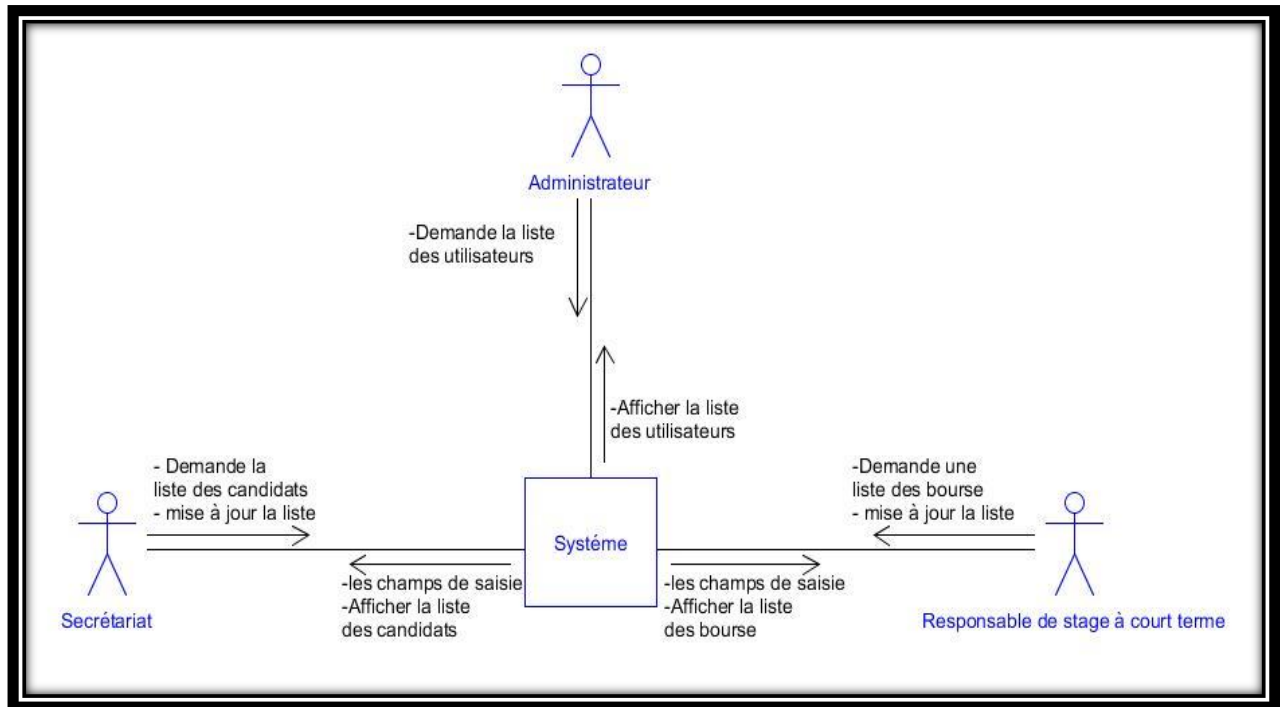 Administrateur
-Demande la liste
des utilisateurs
-Afficher la liste
des utilisateurs
- Demande la
liste des candidats
- mise à jour la liste
-Demande une
liste des bourse
- mise à jour la liste
Systéme
-les champs de saisie
-Afficher la liste
des candidats
-les champs de saisie
-Afficher la liste
des bourse
Secrétariat
Responsable de stage à court terme